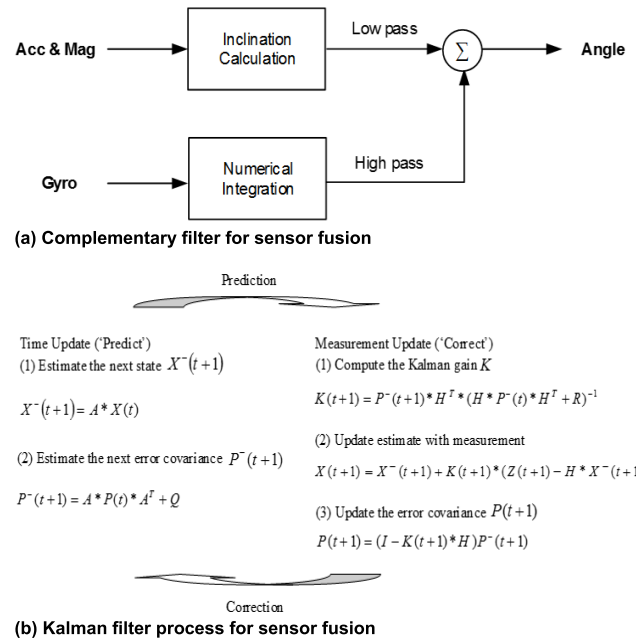 Acc & Mag
Inclination
Calculation
Low pass
Σ
Angle
Gyro
Numerical
Integration
High pass
(a) Complementary filter for sensor fusion
Prediction
Time Update (‘Predict’)
(1) Estimate the next state X⁻(t+1)
X⁻(t+1)= A* X(t)
(2) Estimate the next error covariance P⁻(t+1)
P⁻(t+1) = A* P(t)* Aᵀ + Q
Measurement Update (‘Correct’)
(1) Compute the Kalman gain K
K(t+1) = P⁻(t+1)* Hᵀ *(H * P⁻(t)* Hᵀ + R)⁻¹
(2) Update estimate with measurement
X(t+1) = X⁻(t+1)+ K(t+1)*(Z(t+1) – H * X⁻(t+1
(3) Update the error covariance P(t+1)
P(t+1) = (I – K(t+1)*H)P⁻(t+1)
Correction
(b) Kalman filter process for sensor fusion